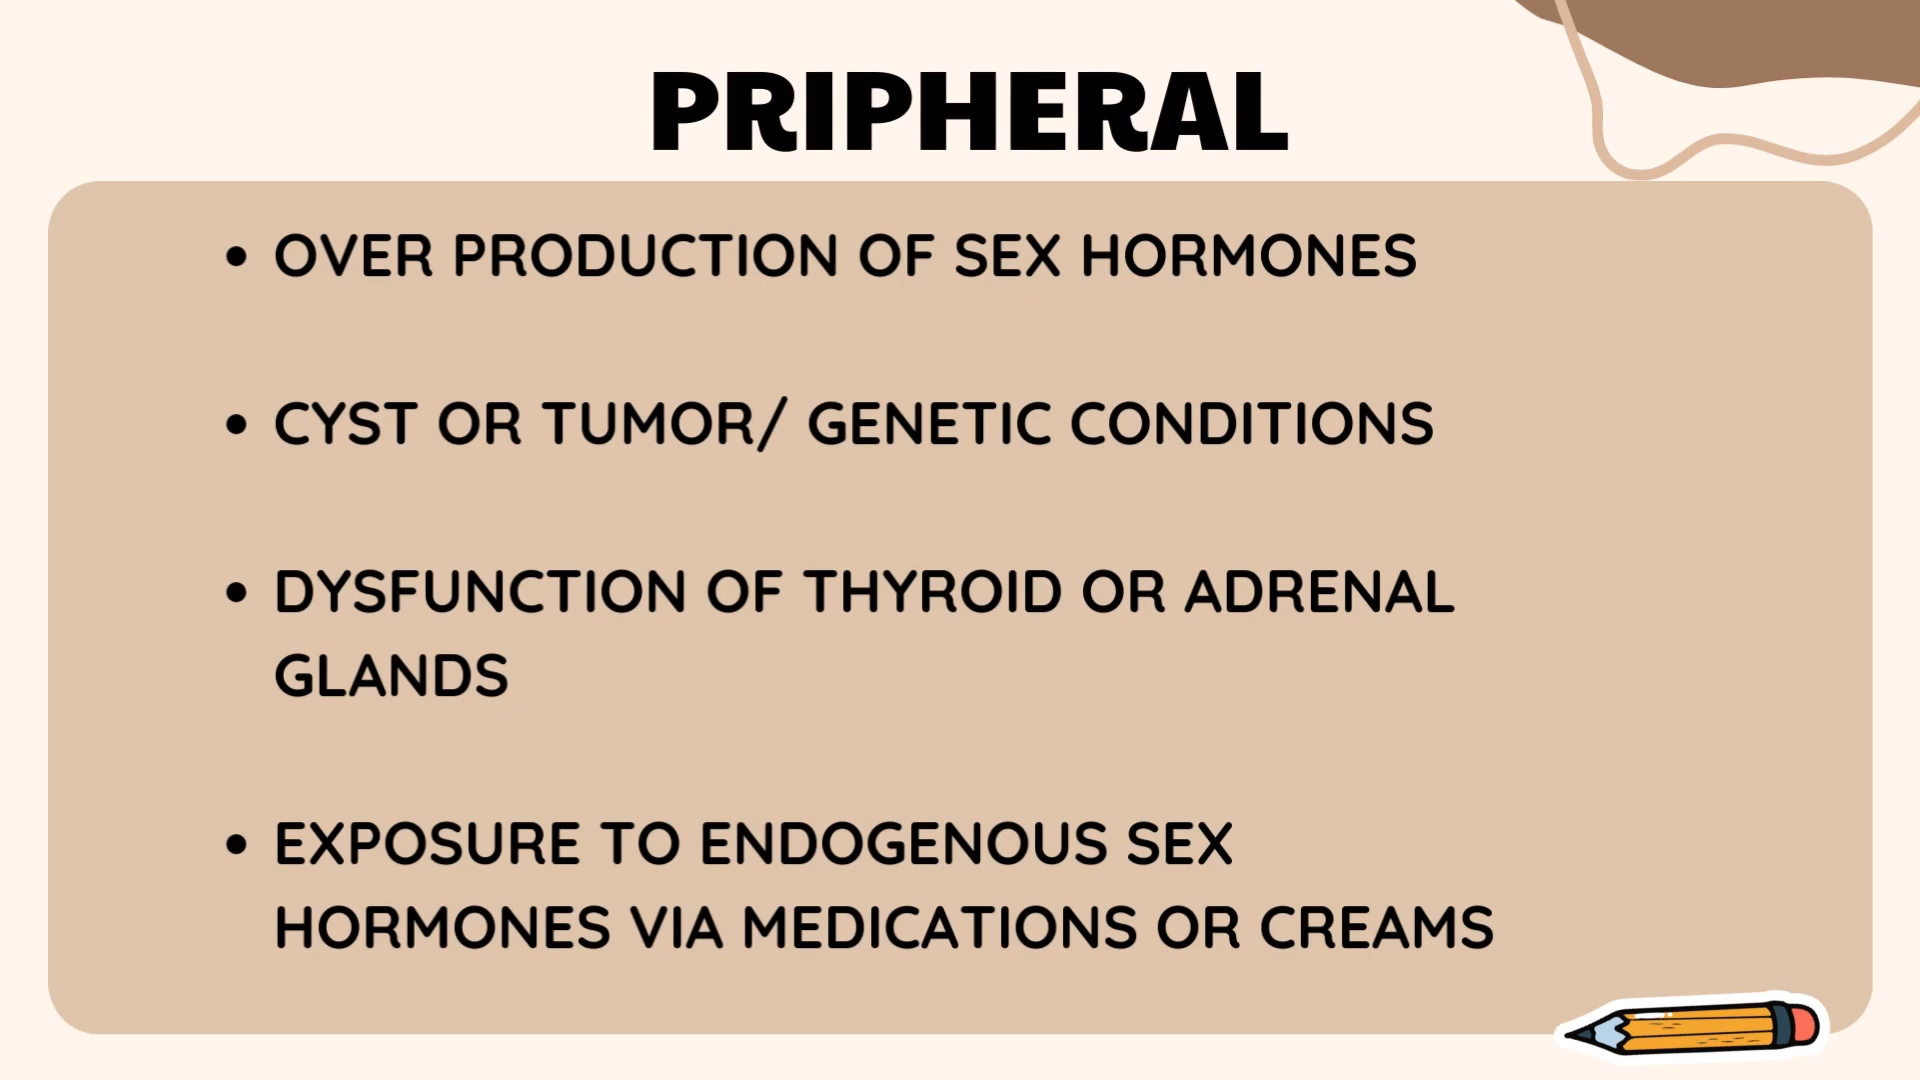 PRIPHERAL
• OVER PRODUCTION OF SEX HORMONES
• CYST OR TUMOR/ GENETIC CONDITIONS
• DYSFUNCTION OF THYROID OR ADRENAL
GLANDS
• EXPOSURE TO ENDOGENOUS SEX
HORMONES VIA MEDICATIONS OR CREAMS